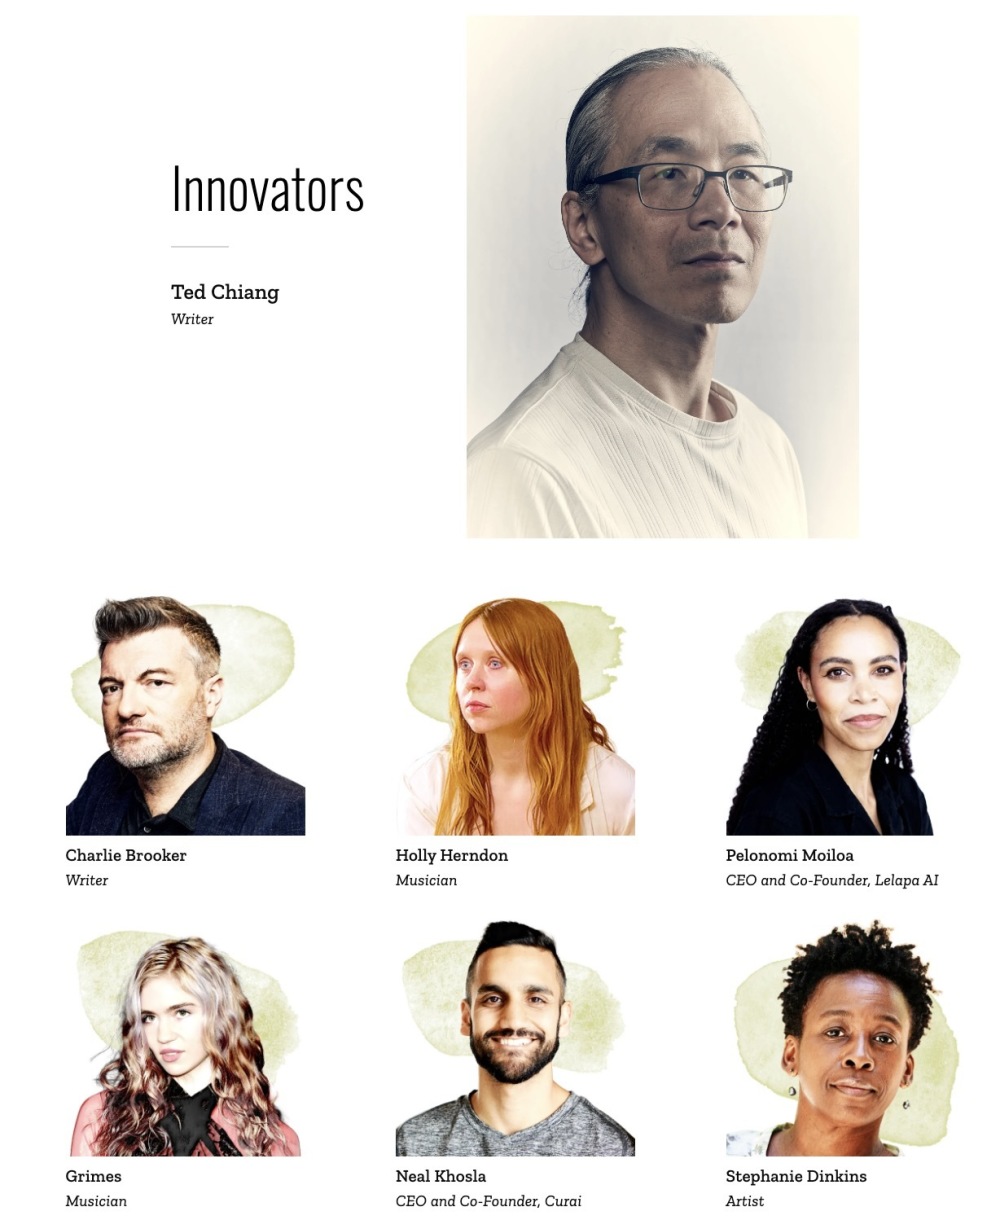 Innovators
Ted Chiang
Writer
Charlie Brooker
Writer
Holly Herndon
Musician
Pelonomi Moiloa
CEO and Co-Founder, Lelapa AI
Grimes
Musician
Neal Khosla
CEO and Co-Founder, Curai
Stephanie Dinkins
Artist